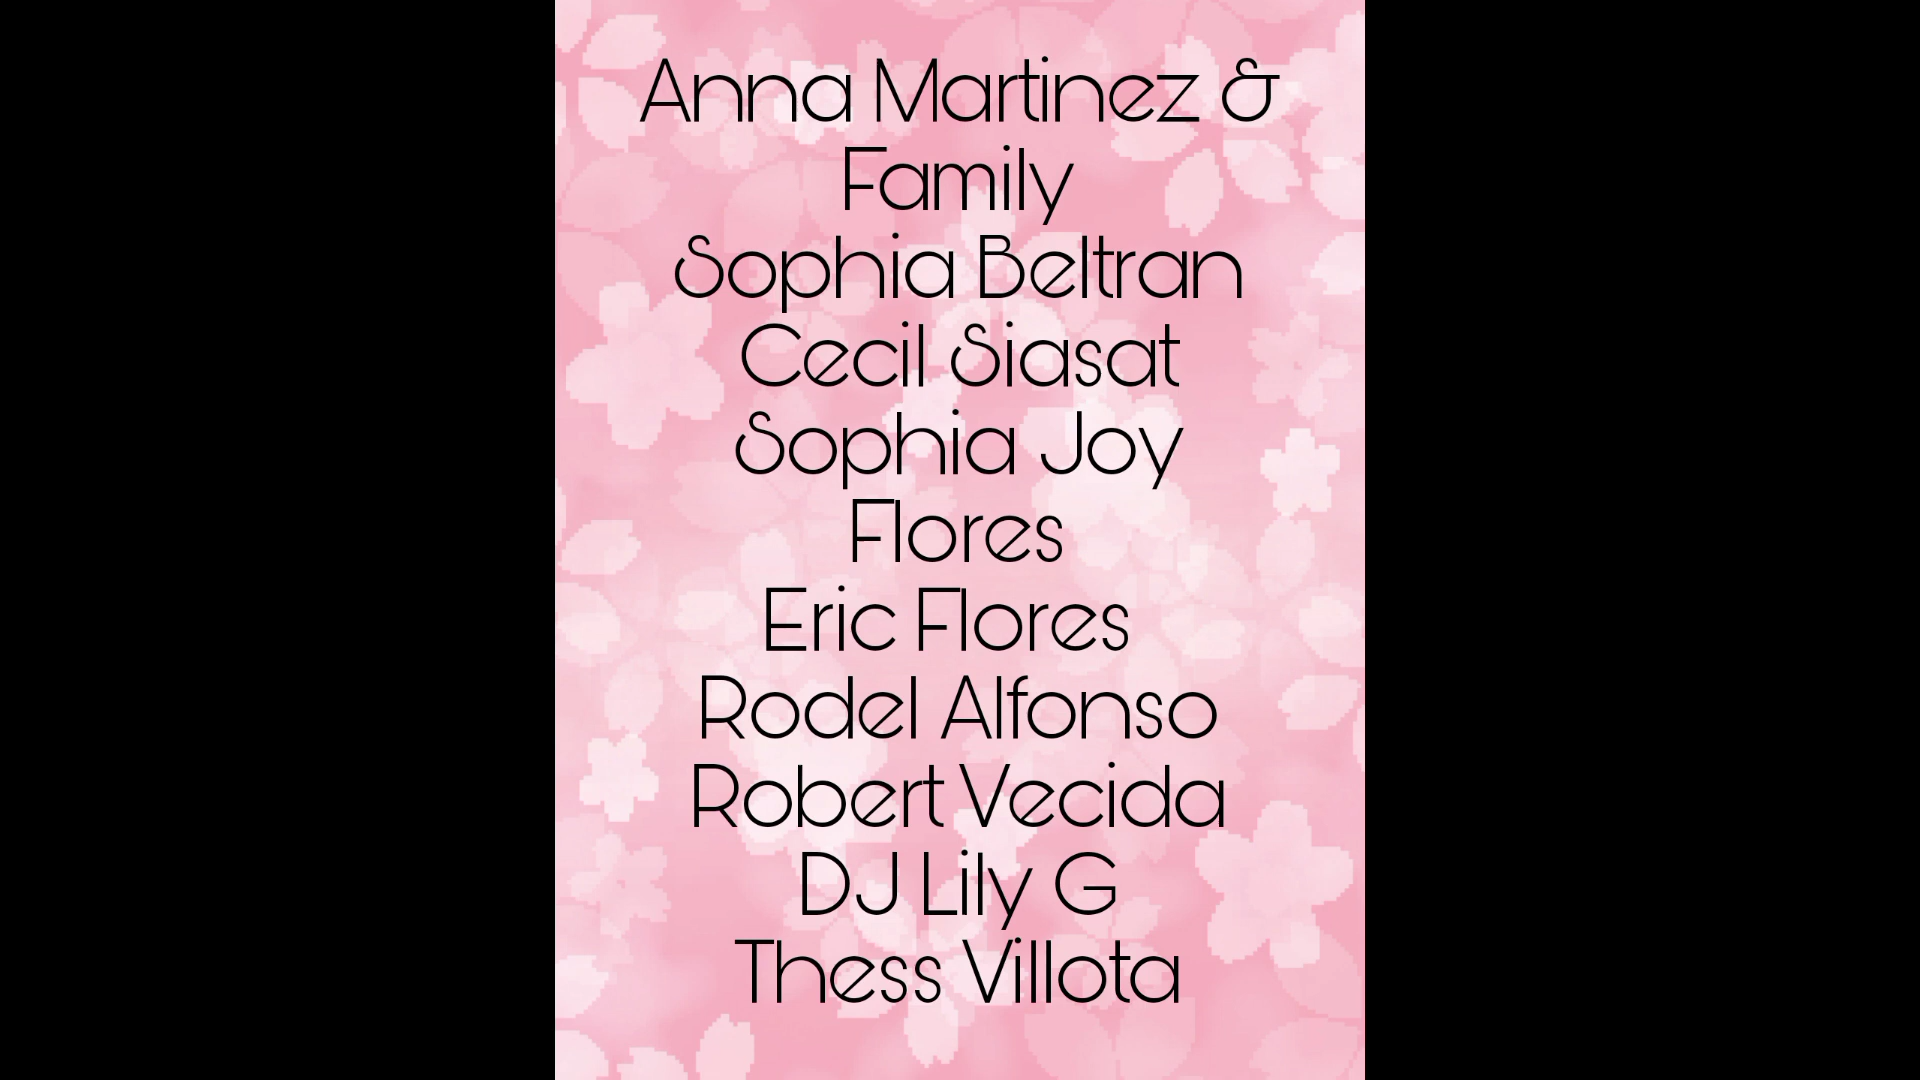 Anna Martinez &
Family
Sophia Beltran
Cecil Siasat
Sophia Joy
Flores
Eric Flores
Rodel Alfonso
Robert Vecida
DJ Lily G
Thess Villota